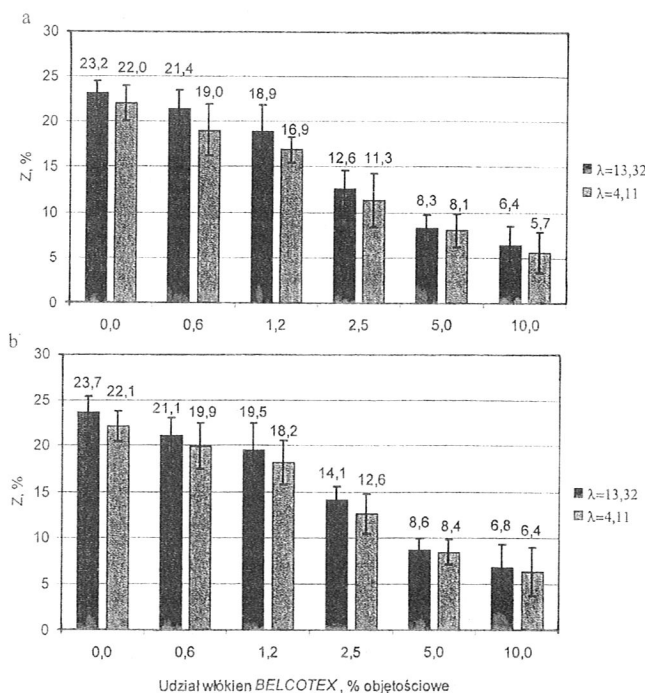 a
30
25
20
15
10
5
0
Z, %
23,2 22,0 21,4 19,0 18,9 16,9 12,6 11,3 8,3 8,1 6,4 5,7
λ=13,32
λ=4,11
0,0 0,6 1,2 2,5 5,0 10,0
b
30
25
20
15
10
5
0
Z, %
23,7 22,1 21,1 19,9 19,5 18,2 14,1 12,6 8,6 8,4 6,8 6,4
λ=13,32
λ=4,11
0,0 0,6 1,2 2,5 5,0 10,0
Udział włókien BELCOTEX, % objętościowe